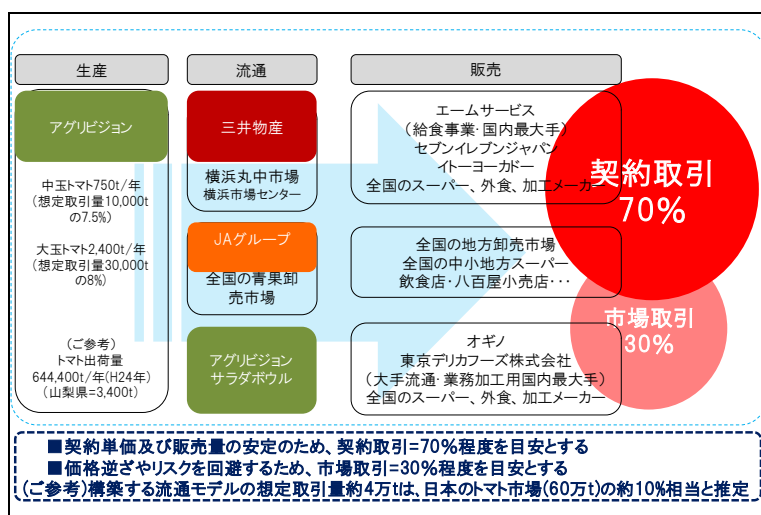 生産
流通
販売
アグリビジョン
中玉トマト750t/年
(想定取引量10,000t
の7.5%)
大玉トマト2,400t/年
(想定取引量30,000t
の8%)
(ご参考)
トマト出荷量
644,400t/年(H24年)
(山梨県=3,400t)
三井物産
横浜丸中市場
横浜市場センター
JAグループ
全国の青果卸
売市場
アグリビジョン
サラダボウル
エームサービス
(給食事業・国内最大手)
セブンイレブンジャパン
イトーヨーカドー
全国のスーパー、外食、加工メーカー
全国の地方卸売市場
全国の中小地方スーパー
飲食店・八百屋小売店・・・
オギノ
東京デリカフーズ株式会社
(大手流通・業務加工用国内最大手)
全国のスーパー、外食、加工メーカー
契約取引
70%
市場取引
30%
■契約単価及び販売量の安定のため、契約取引=70%程度を目安とする
■価格逆ざやリスクを回避するため、市場取引=30%程度を目安とする
(ご参考)構築する流通モデルの想定取引量約4万tは、日本のトマト市場(60万t)の約10%相当と推定